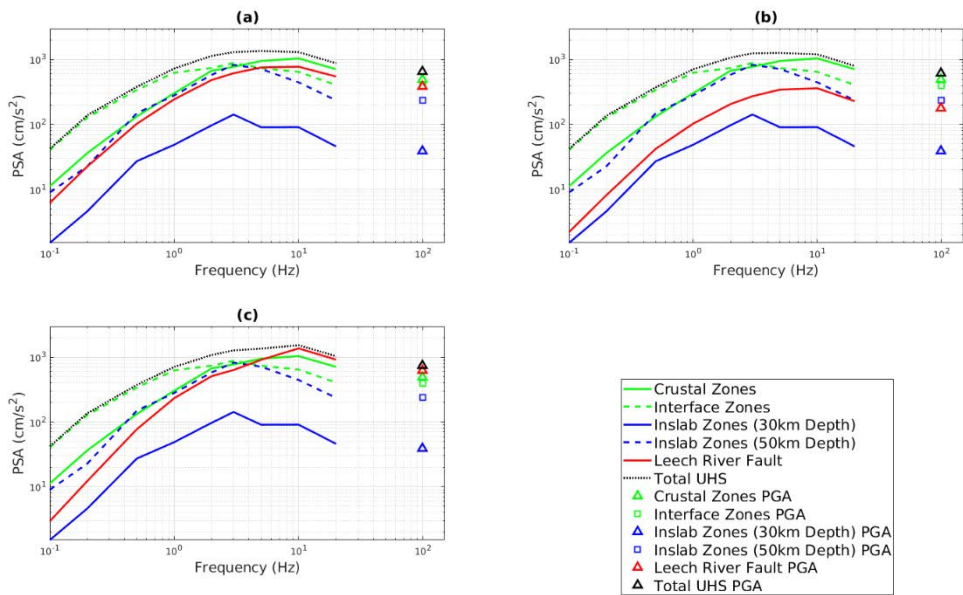 (a)
PSA (cm/s²)
10³
10²
10¹
10⁻¹
10⁰
10¹
10²
Frequency (Hz)
(b)
PSA (cm/s²)
10³
10²
10¹
10⁻¹
10⁰
10¹
10²
Frequency (Hz)
(c)
PSA (cm/s²)
10³
10²
10¹
10⁻¹
10⁰
10¹
10²
Frequency (Hz)
Crustal Zones
Interface Zones
Inslab Zones (30km Depth)
Inslab Zones (50km Depth)
Leech River Fault
Total UHS
Crustal Zones PGA
Interface Zones PGA
Inslab Zones (30km Depth) PGA
Inslab Zones (50km Depth) PGA
Leech River Fault PGA
Total UHS PGA